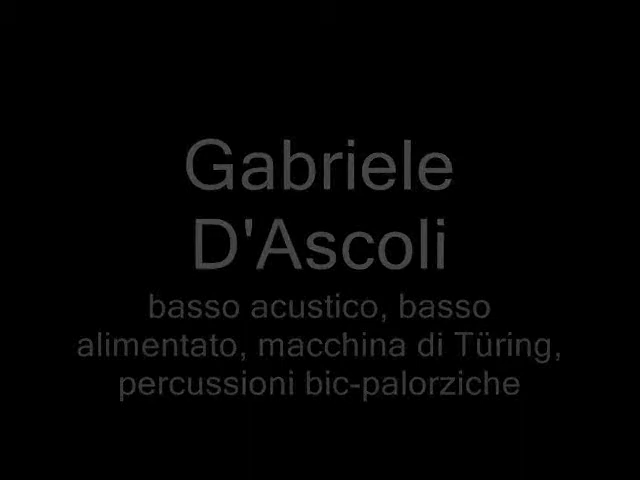 Gabriele
D'Ascoli
basso acustico, basso
alimentato, macchina di Türing,
percussioni bic-palorziche